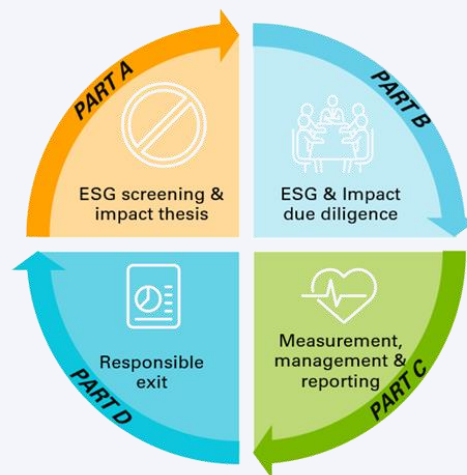 PART A
ESG screening &
impact thesis
PART B
ESG & Impact
due diligence
PART C
Measurement,
management &
reporting
PART D
Responsible
exit